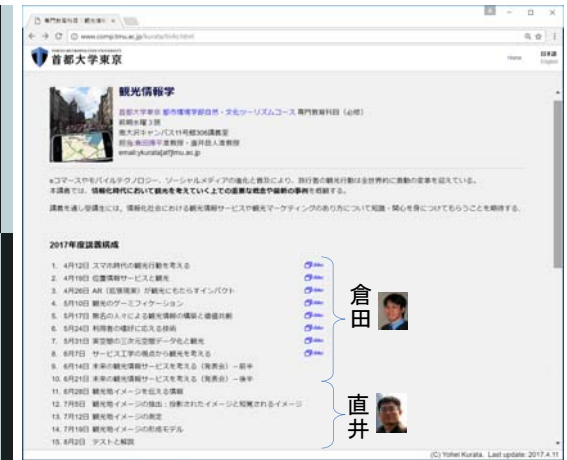 専門教育科目：観光情報
www.comp.tmu.ac.jp/kurata/tinfo.html
TOKYO METROPOLITAN UNIVERSITY
首都大学東京
Home
日本語
English
観光情報学
首都大学東京 都市環境学部自然・文化ツーリズムコース 専門教育科目（必修）
前期水曜３限
南大沢キャンパス11号館306講義室
担当:倉田陽平准教授・直井岳人准教授
email:ykurata[at]tmu.ac.jp
eコマースやモバイルテクノロジー、ソーシャルメディアの進化と普及により、旅行者の観光行動は全世界的に激動の変革を迎えている。
本講義では、情報化時代において観光を考えていく上での重要な概念や最新の事例を概観する。
講義を通し受講生には、情報化社会における観光情報サービスや観光マーケティングのあり方について知識・関心を身につけてもらうことを期待する。
2017年度講義構成
1. 4月12日 スマホ時代の観光行動を考える
2. 4月19日 位置情報サービスと観光
3. 4月26日 AR（拡張現実）が観光にもたらすインパクト
4. 5月10日 観光のゲーミフィケーション
5. 5月17日 無名の人々による観光情報の構築と価値共創
6. 5月24日 利用者の嗜好に応える技術
7. 5月31日 実空間の三次元空間データ化と観光
8. 6月7日 サービス工学の視点から観光を考える
9. 6月14日 未来の観光情報サービスを考える（発表会）－前半
10. 6月21日 未来の観光情報サービスを考える（発表会）－後半
倉田
11. 6月28日 観光地イメージを伝える情報
12. 7月5日 観光地イメージの抽出：投影されたイメージと知覚されるイメージ
13. 7月12日 観光地イメージの測定
14. 7月19日 観光地イメージの形成モデル
15. 8月2日 テストと解説
直井
(C) Yohei Kurata. Last update: 2017.4.11